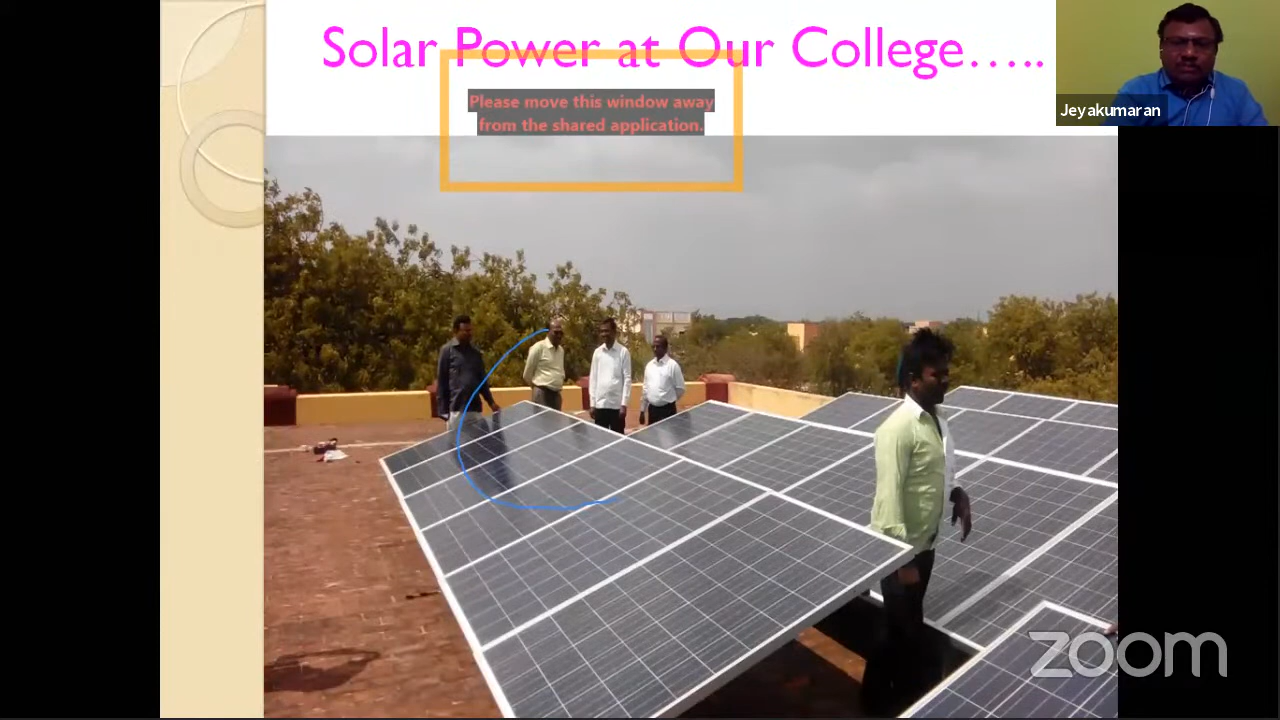 Solar Power at Our College…..
Please move this window away
from the shared application.
Jeyakumaran
zoom